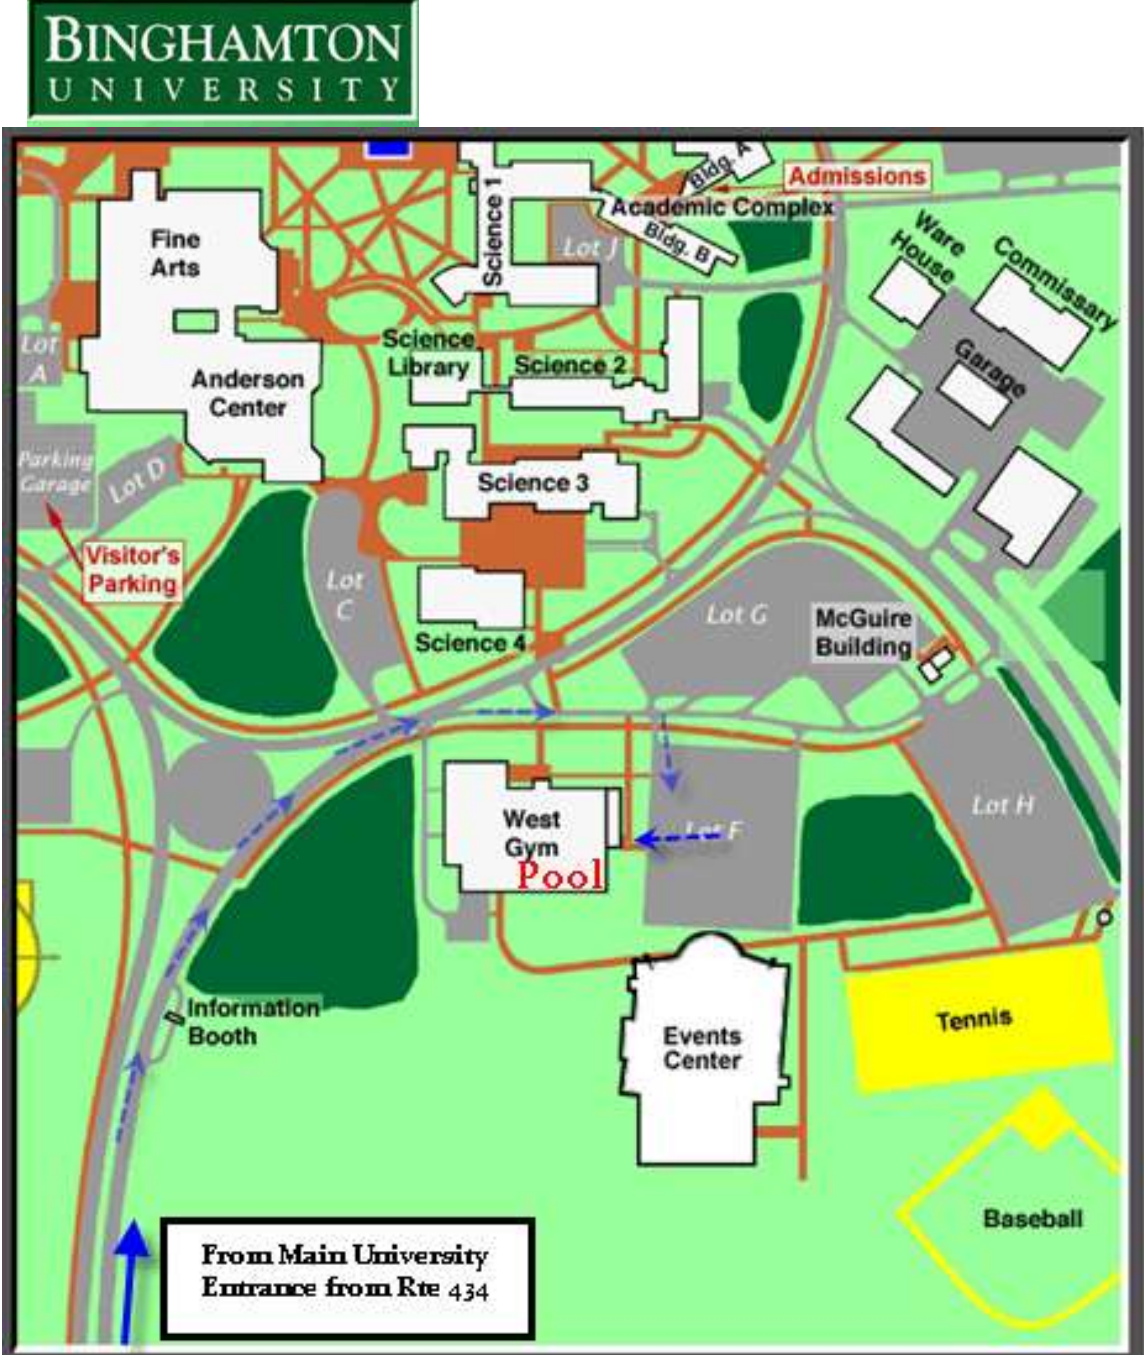 BINGHAMTON
UNIVERSITY
Bldg. A
Admissions
Academic Complex
Science 1
Fine
Arts
Lot J
Bldg. B
Ware
House
Commissary
Science
Library
Science 2
Garage
Lot
A
Anderson
Center
Parking
Garage
Lot D
Science 3
Visitor's
Parking
Lot
C
Lot G
McGuire
Building
Science 4
Lot H
West
Gym
Pool
Lot F
Information
Booth
Events
Center
Tennis
Baseball
From Main University
Entrance from Rte 434